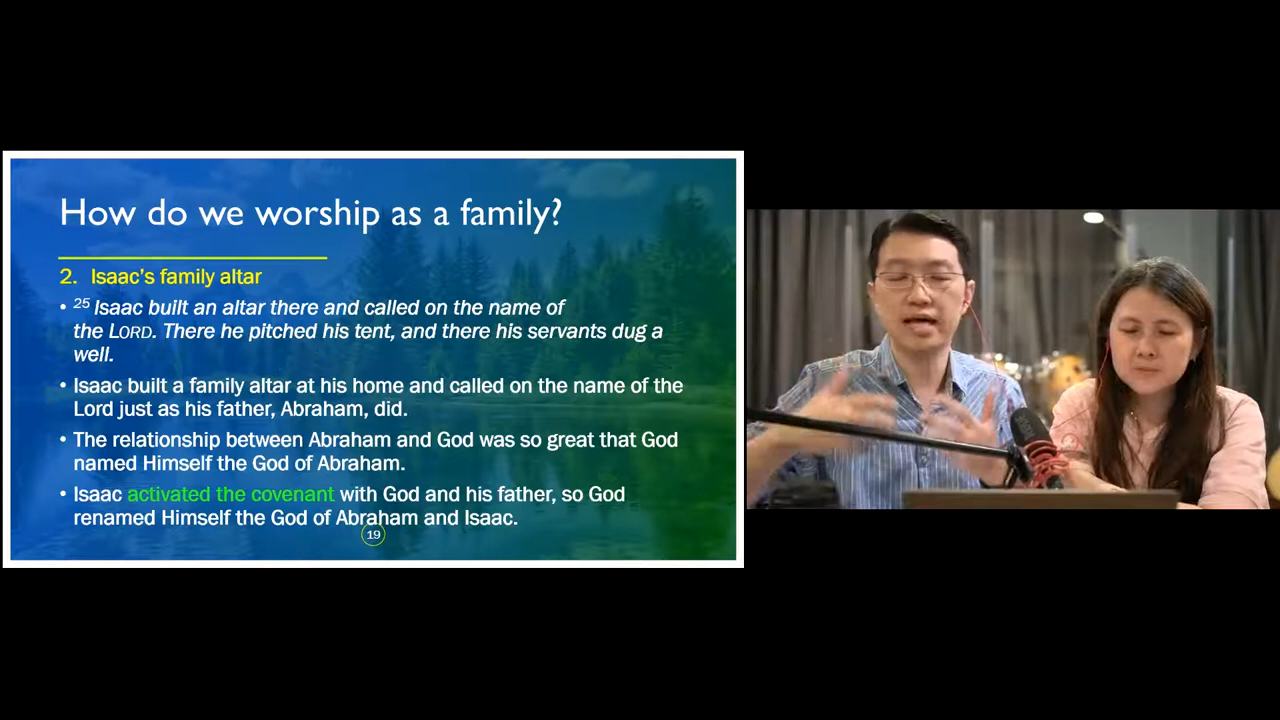 How do we worship as a family?
2. Isaac's family altar
• 25 Isaac built an altar there and called on the name of
the LORD. There he pitched his tent, and there his servants dug a
well.
• Isaac built a family altar at his home and called on the name of the
Lord just as his father, Abraham, did.
• The relationship between Abraham and God was so great that God
named Himself the God of Abraham.
• Isaac activated the covenant with God and his father, so God
renamed Himself the God of Abraham and Isaac.
19